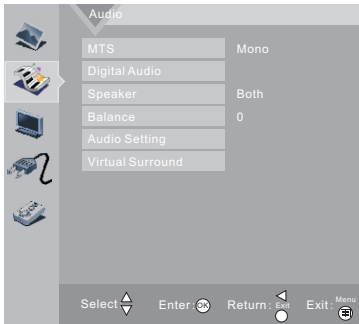 Audio
MTS Mono
Digital Audio
Speaker Both
Balance 0
Audio Setting
Virtual Surround
Select: Enter: OK Return: Exit Exit: Menu